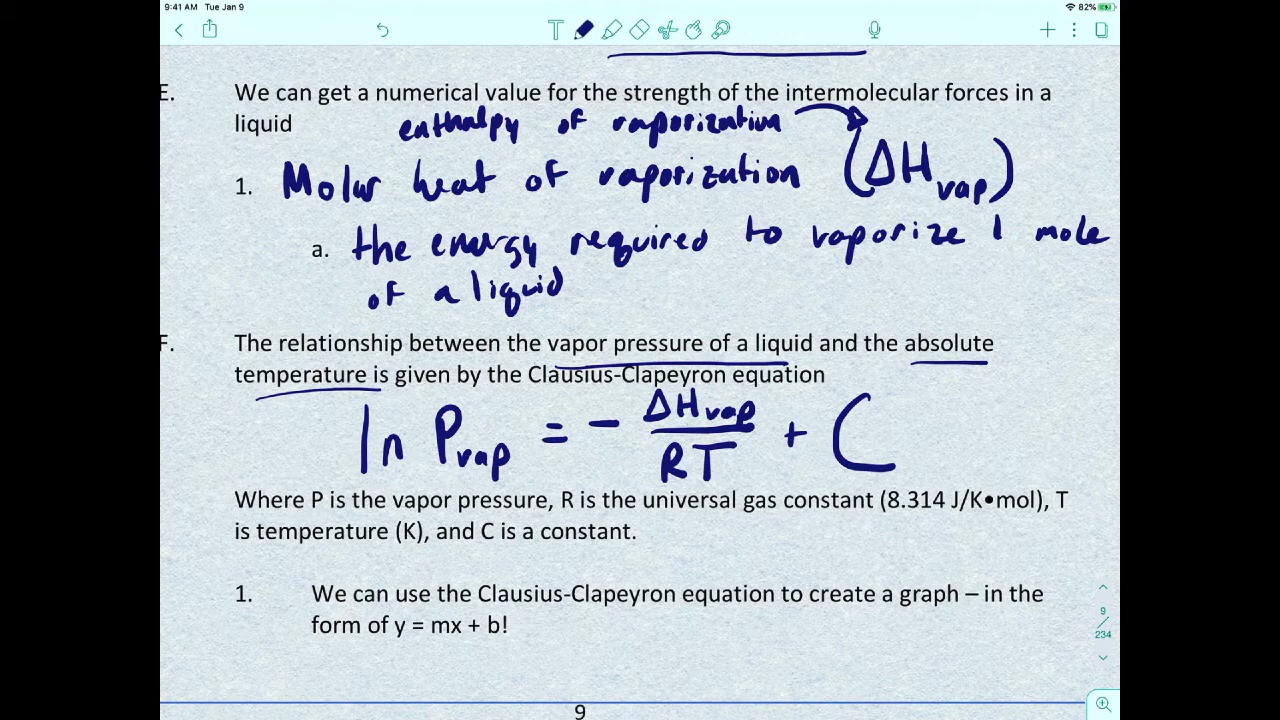 9:41 AM Tue Jan 9
82%
E. We can get a numerical value for the strength of the intermolecular forces in a
liquid
enthalpy of vaporization
1. Molar heat of vaporization (ΔHvap)
a. the energy required to vaporize 1 mole
of a liquid
F. The relationship between the vapor pressure of a liquid and the absolute
temperature is given by the Clausius-Clapeyron equation
ln Pvap = - ΔHvap/RT + C
Where P is the vapor pressure, R is the universal gas constant (8.314 J/K•mol), T
is temperature (K), and C is a constant.
1. We can use the Clausius-Clapeyron equation to create a graph – in the
form of y = mx + b!
9
/
234
9